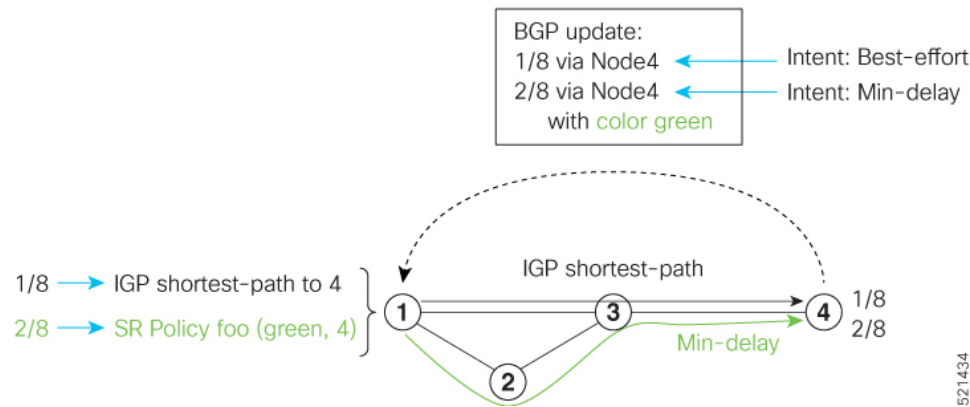 BGP update:
1/8 via Node4
Intent: Best-effort
2/8 via Node4
Intent: Min-delay
with color green
IGP shortest-path
1/8
IGP shortest-path to 4
2/8
SR Policy foo (green, 4)
1
3
4
1/8
2/8
Min-delay
2
521434